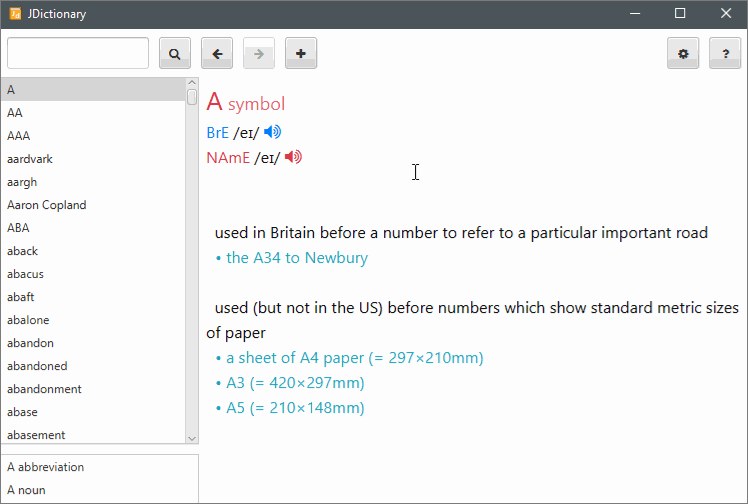 JDictionary
A
AA
AAA
aardvark
aargh
Aaron Copland
ABA
aback
abacus
abaft
abalone
abandon
abandoned
abandonment
abase
abasement
A abbreviation
A noun
A symbol
BrE /eɪ/
NAmE /eɪ/
used in Britain before a number to refer to a particular important road
• the A34 to Newbury
used (but not in the US) before numbers which show standard metric sizes
of paper
• a sheet of A4 paper (= 297×210mm)
• A3 (= 420×297mm)
• A5 (= 210×148mm)